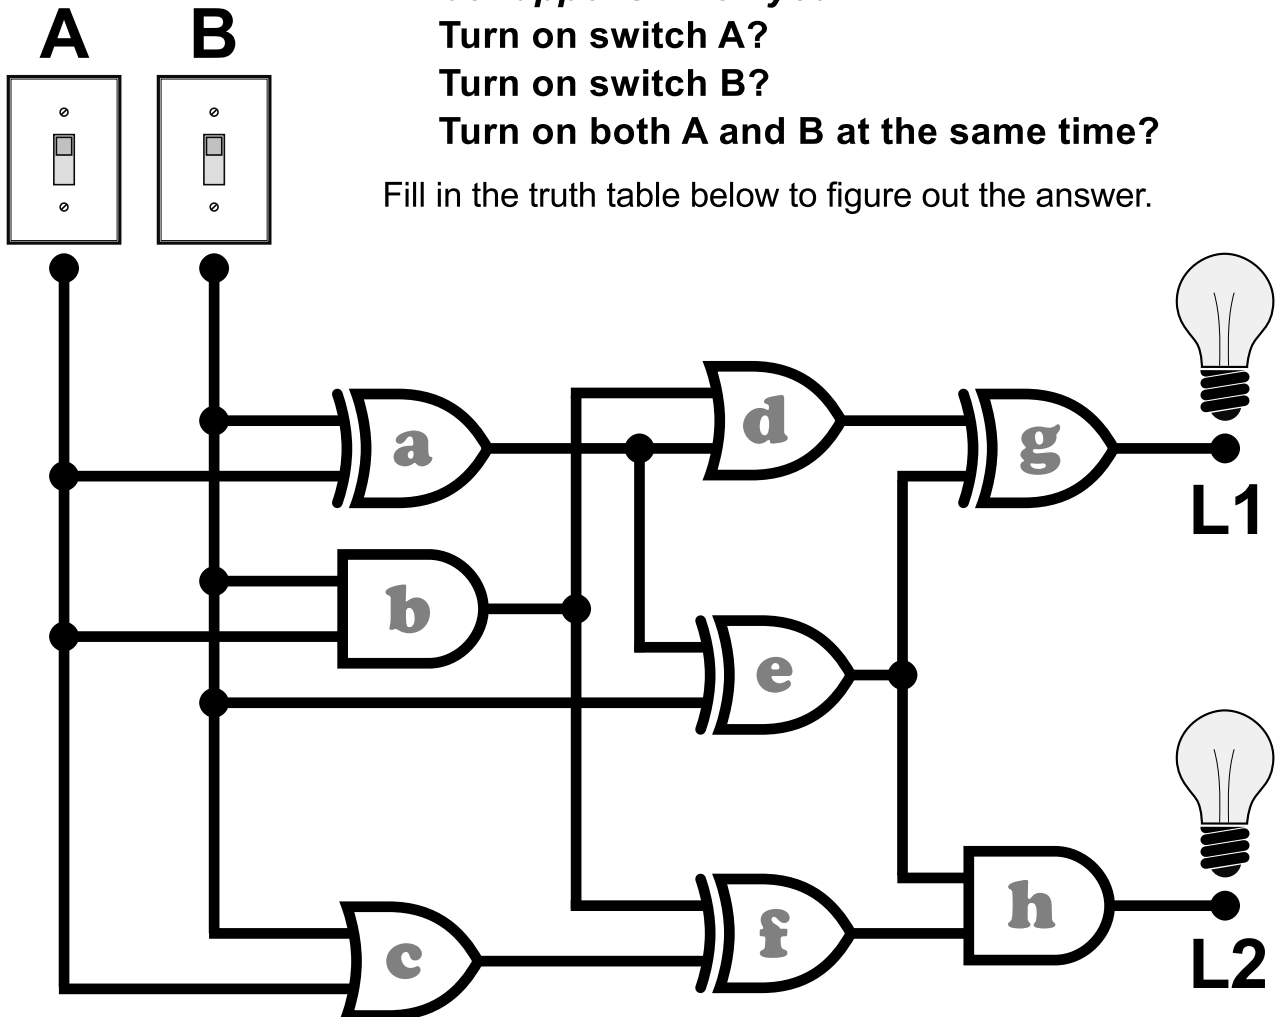 A B
Turn on switch A?
Turn on switch B?
Turn on both A and B at the same time?
Fill in the truth table below to figure out the answer.
a
d
g
L1
b
e
c
f
h
L2